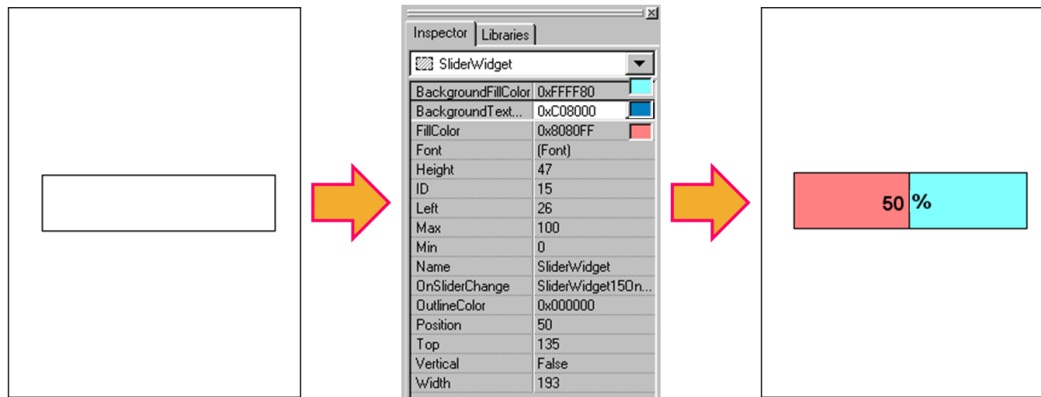 Inspector Libraries
SliderWidget
BackgroundFillColor 0xFFFF80
BackgroundText... 0xC08000
FillColor 0x8080FF
Font (Font)
Height 47
ID 15
Left 26
Max 100
Min 0
Name SliderWidget
OnSliderChange SliderWidget15On...
OutlineColor 0x000000
Position 50
Top 135
Vertical False
Width 193
50 %